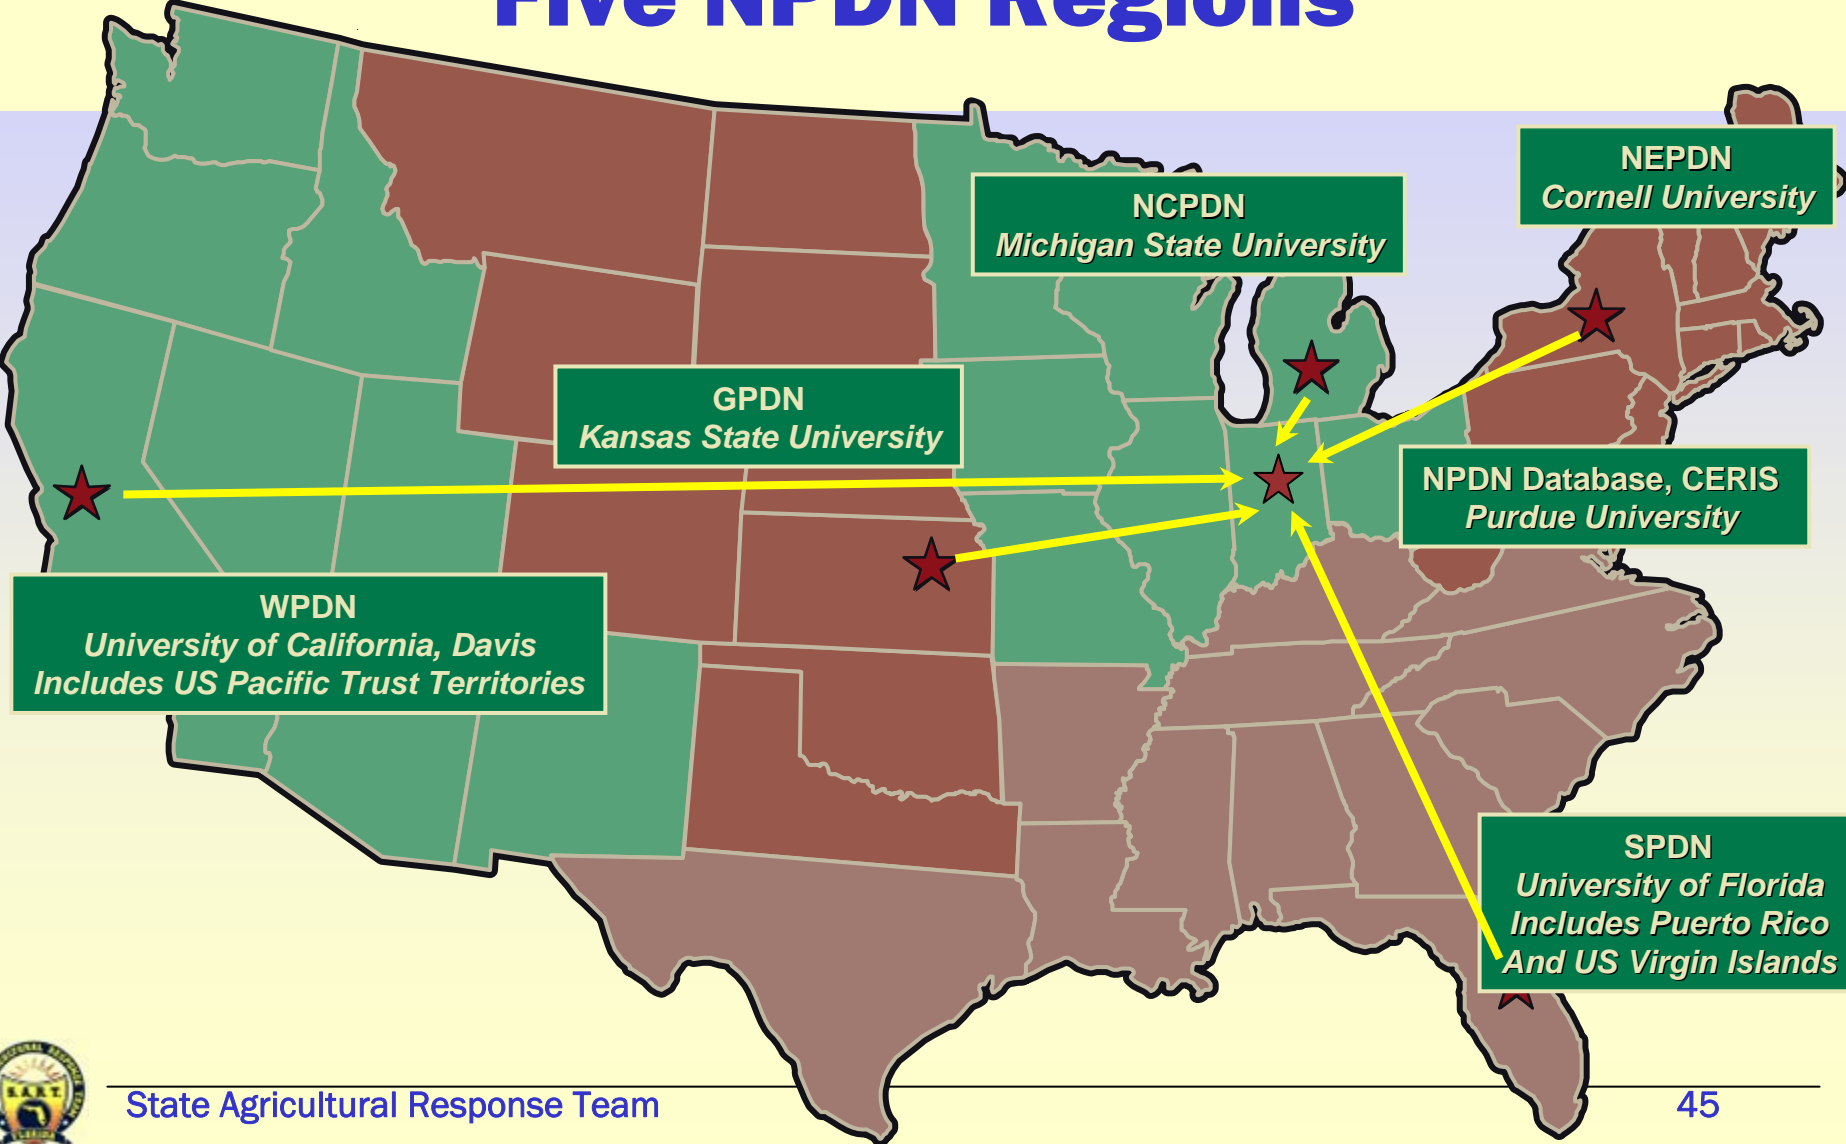 Five NPDN Regions
NEPDN
Cornell University
NCPDN
Michigan State University
GPDN
Kansas State University
NPDN Database, CERIS
Purdue University
WPDN
University of California, Davis
Includes US Pacific Trust Territories
SPDN
University of Florida
Includes Puerto Rico
And US Virgin Islands
S.A.R.T.
FLORIDA
State Agricultural Response Team
45